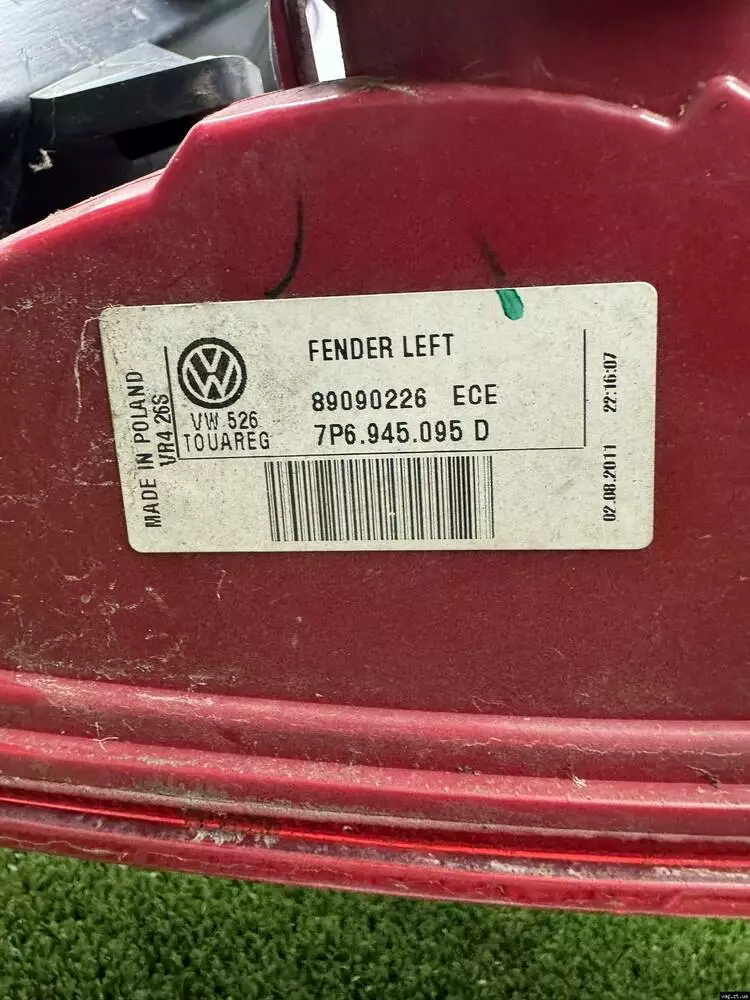 FENDER LEFT
89090226 ECE
7P6.945.095 D
VW 526
TOUAREG
MADE IN POLAND
VR4 26S
02.08.2011 22:16:07
vag.zt.ua